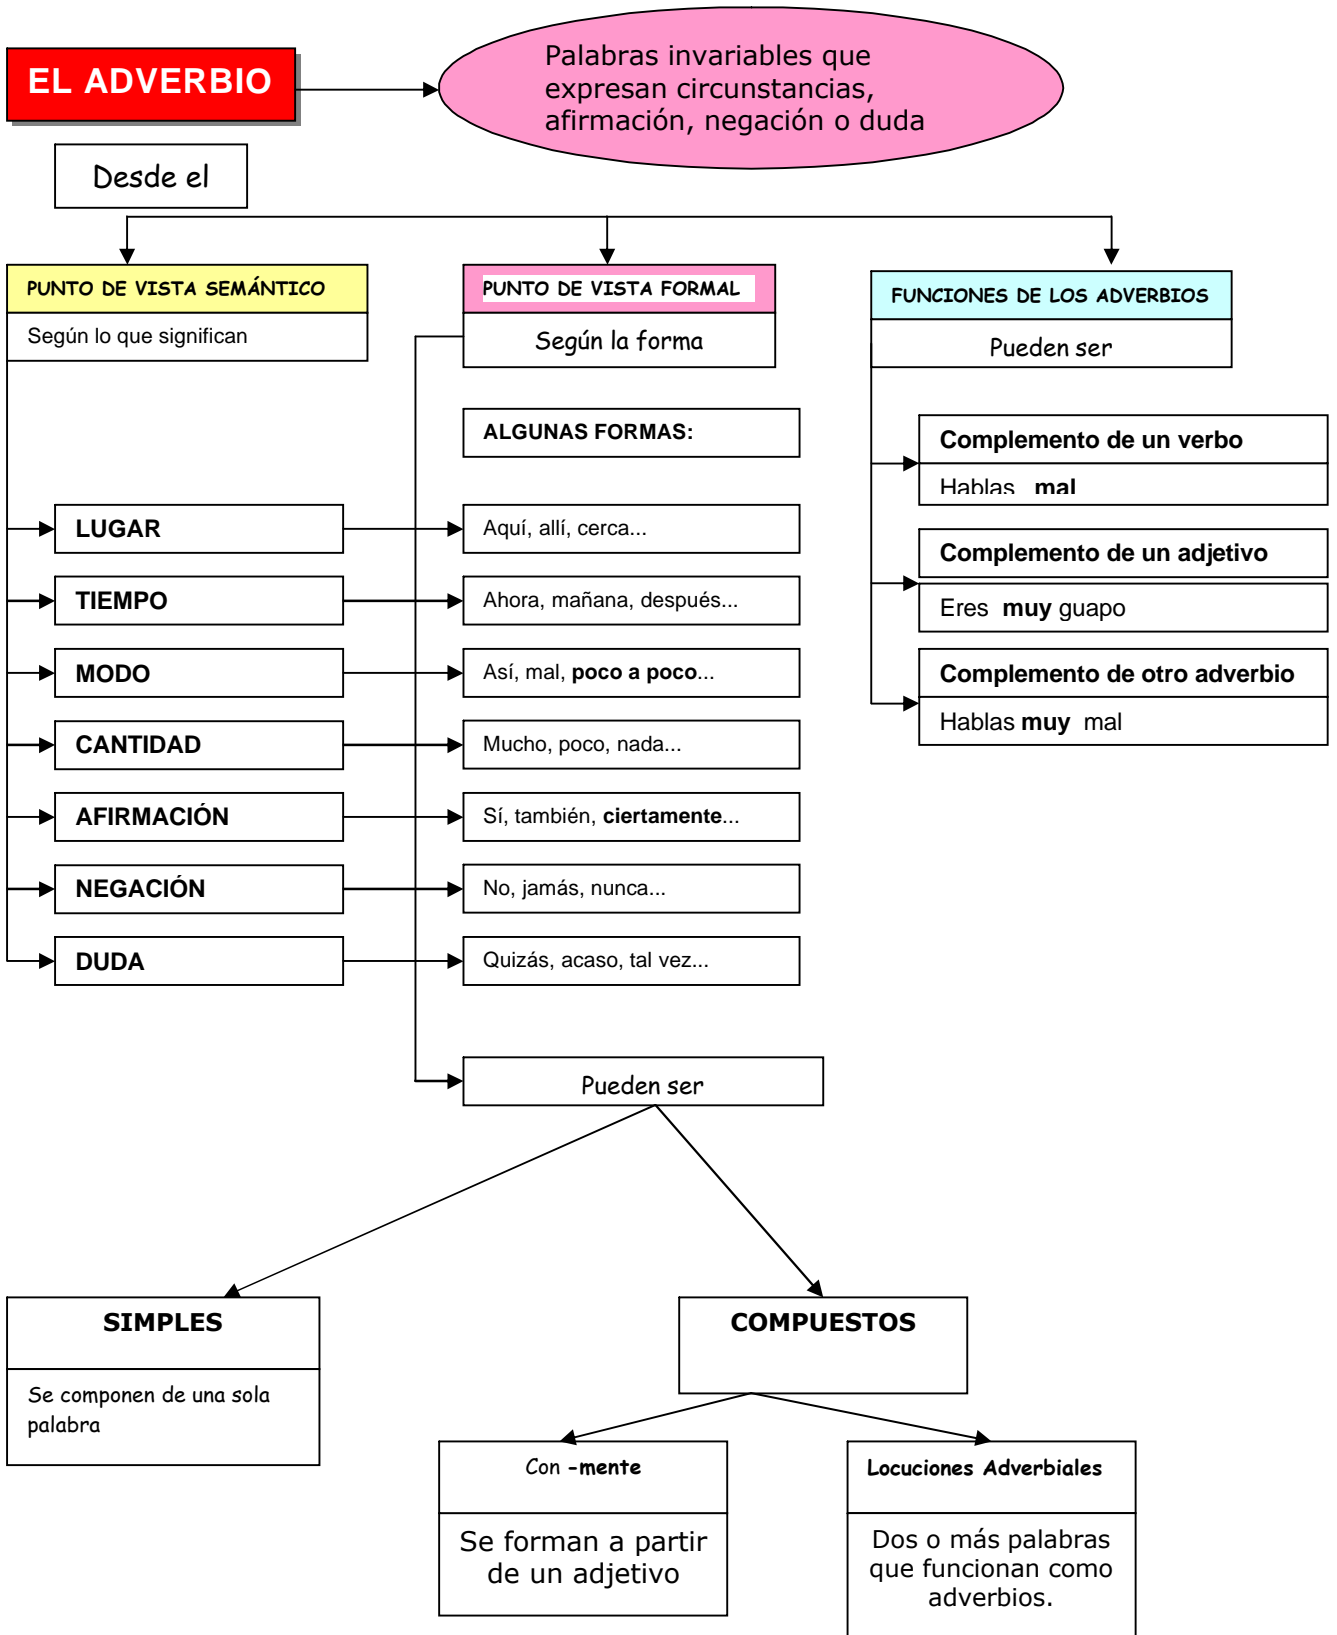 EL ADVERBIO
Palabras invariables que
expresan circunstancias,
afirmación, negación o duda
Desde el
PUNTO DE VISTA SEMÁNTICO
Según lo que significan
PUNTO DE VISTA FORMAL
Según la forma
FUNCIONES DE LOS ADVERBIOS
Pueden ser
ALGUNAS FORMAS:
Complemento de un verbo
Hablas mal
Complemento de un adjetivo
Eres muy guapo
Complemento de otro adverbio
Hablas muy mal
LUGAR
Aquí, allí, cerca...
TIEMPO
Ahora, mañana, después...
MODO
Así, mal, poco a poco...
CANTIDAD
Mucho, poco, nada...
AFIRMACIÓN
Sí, también, ciertamente...
NEGACIÓN
No, jamás, nunca...
DUDA
Quizás, acaso, tal vez...
Pueden ser
SIMPLES
Se componen de una sola
palabra
COMPUESTOS
Con -mente
Se forman a partir
de un adjetivo
Locuciones Adverbiales
Dos o más palabras
que funcionan como
adverbios.